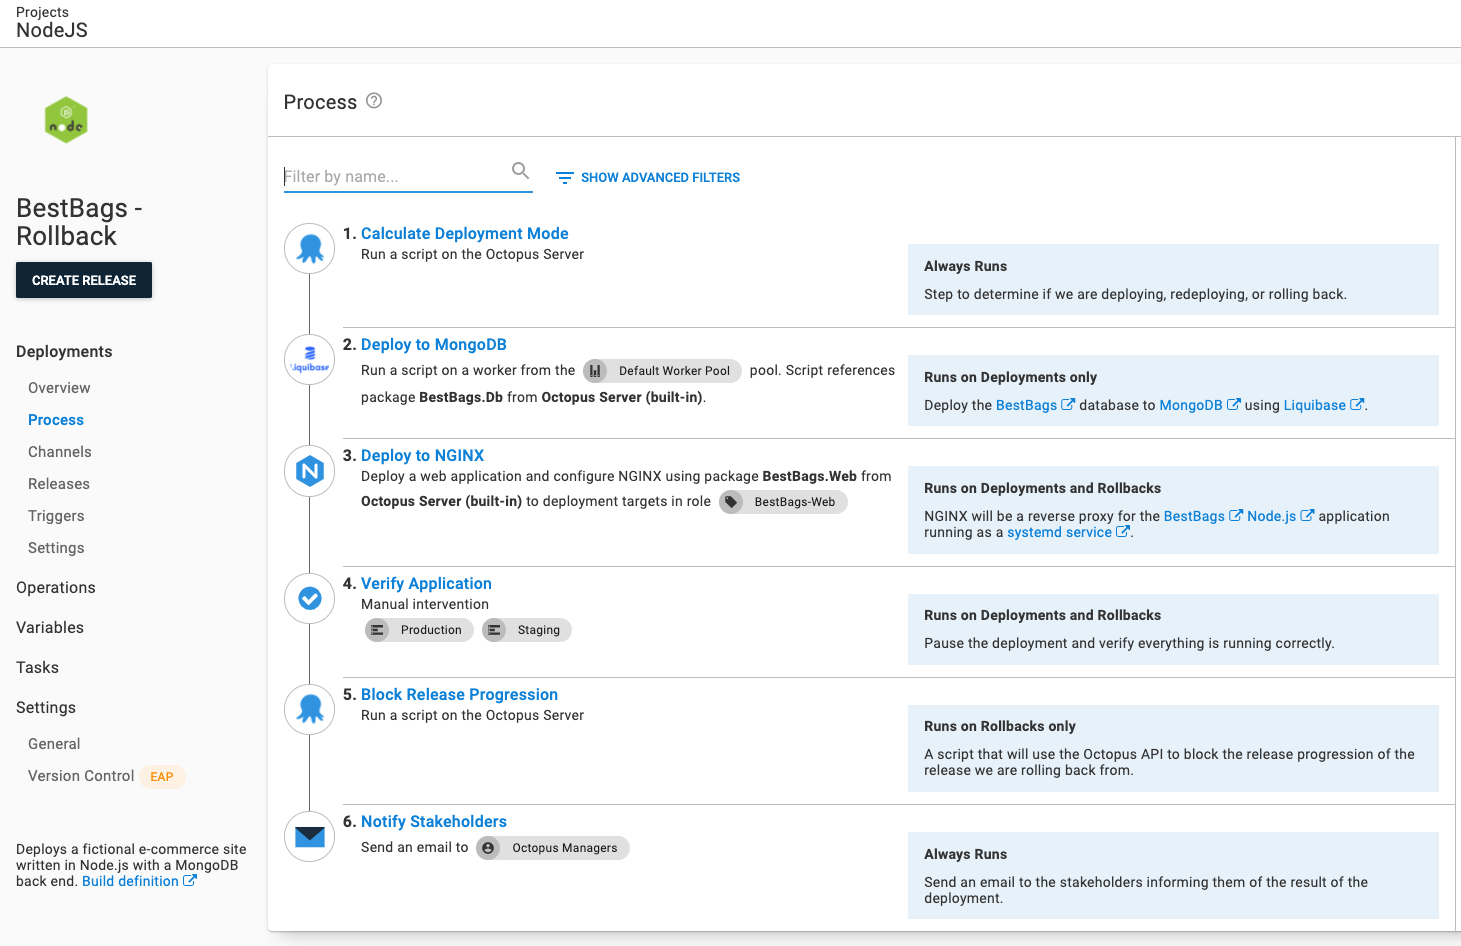 Projects
NodeJS
JS
node
BestBags -
Rollback
CREATE RELEASE
Deployments
Overview
Process
Channels
Releases
Triggers
Settings
Operations
Variables
Tasks
Settings
General
Version Control EAP
Deploys a fictional e-commerce site
written in Node.js with a MongoDB
back end. Build definition
Process ?
Filter by name...
SHOW ADVANCED FILTERS
1. Calculate Deployment Mode
Run a script on the Octopus Server
Always Runs
Step to determine if we are deploying, redeploying, or rolling back.
Liquibase
2. Deploy to MongoDB
Run a script on a worker from the Default Worker Pool pool. Script references
package BestBags.Db from Octopus Server (built-in).
Runs on Deployments only
Deploy the BestBags database to MongoDB using Liquibase .
N
3. Deploy to NGINX
Deploy a web application and configure NGINX using package BestBags.Web from
Octopus Server (built-in) to deployment targets in role BestBags-Web
Runs on Deployments and Rollbacks
NGINX will be a reverse proxy for the BestBags Node.js application
running as a systemd service .
4. Verify Application
Manual intervention
Production Staging
Runs on Deployments and Rollbacks
Pause the deployment and verify everything is running correctly.
5. Block Release Progression
Run a script on the Octopus Server
Runs on Rollbacks only
A script that will use the Octopus API to block the release progression of the
release we are rolling back from.
6. Notify Stakeholders
Send an email to Octopus Managers
Always Runs
Send an email to the stakeholders informing them of the result of the
deployment.